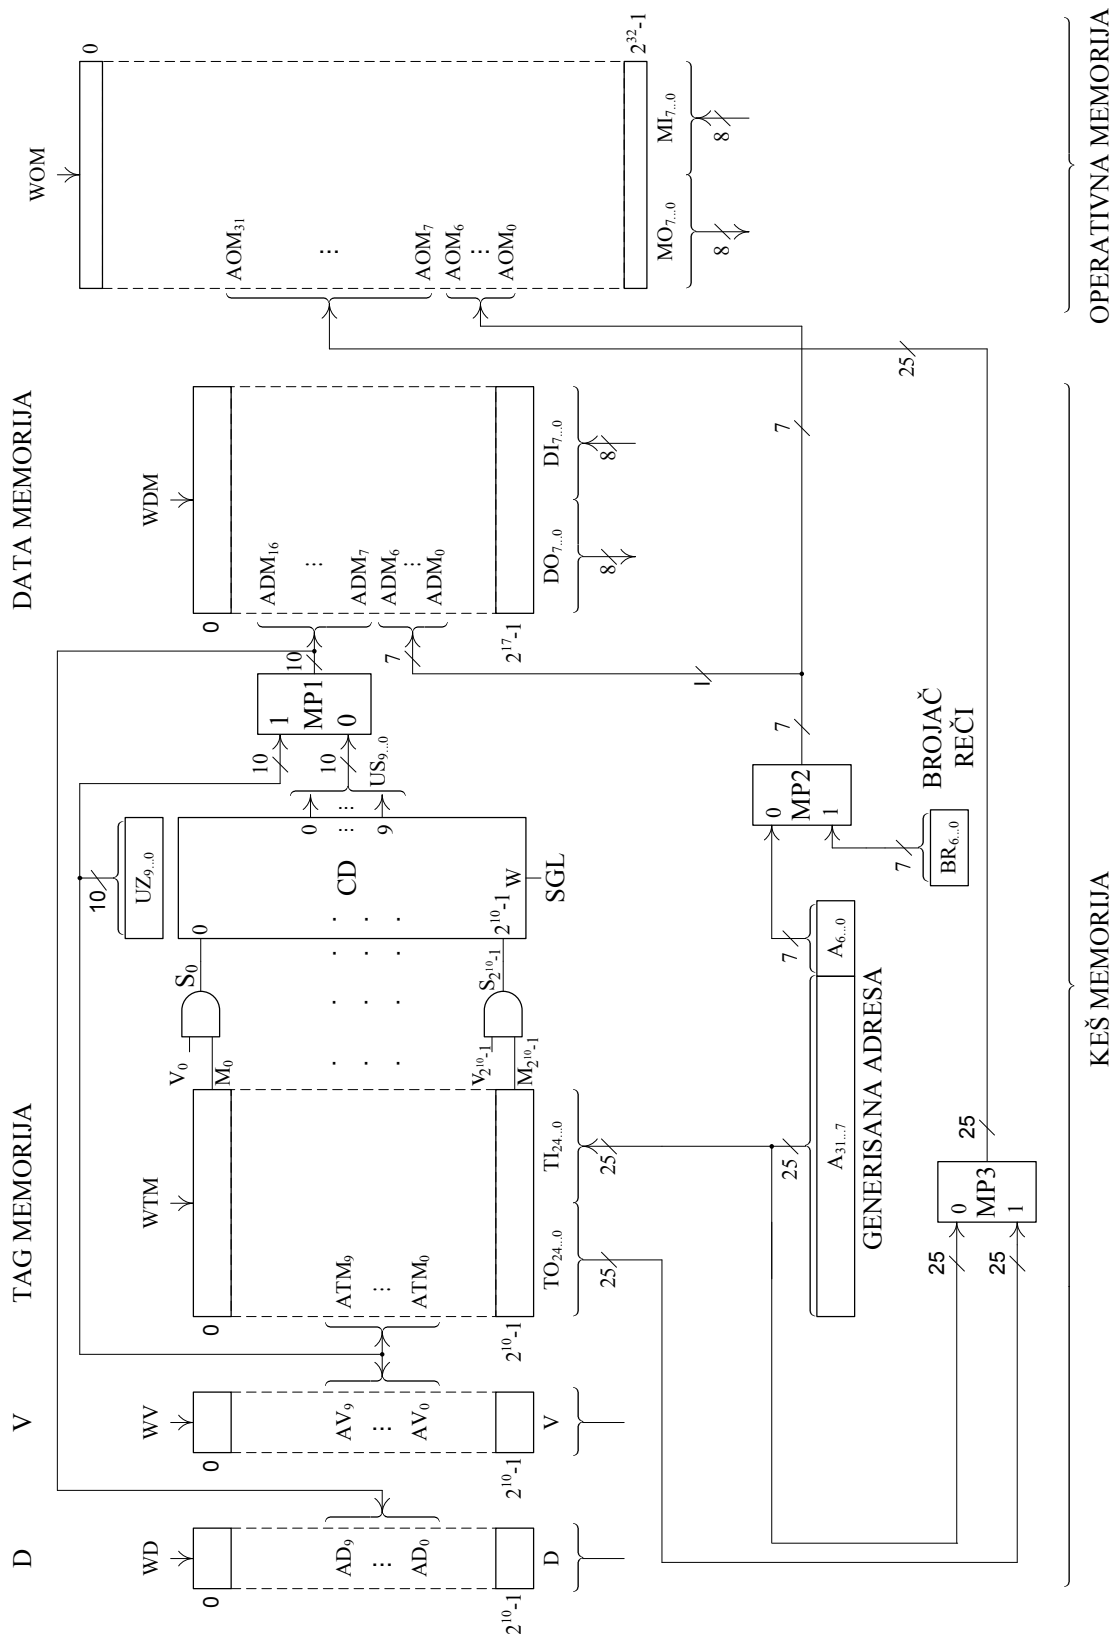 D
V
TAG MEMORIJA
DATA MEMORIJA
WD
0
AD₉
...
AD₀
2¹⁰-1
D
WV
0
AV₉
...
AV₀
2¹⁰-1
V
WTM
0
ATM₉
...
ATM₀
2¹⁰-1
TO₂₄...₀
TI₂₄...₀
25
25
V₀
M₀
S₀
V₂¹⁰₋₁
M₂¹⁰₋₁
S₂¹⁰₋₁
. . . .
. . . .
. . . .
10
UZ₉...₀
0
CD
2¹⁰-1
W
SGL
0
...
9
...
US₉...₀
10
10
1
MP1
0
10
7
WDM
0
ADM₁₆
...
ADM₇
ADM₆
...
ADM₀
2¹⁷-1
DO₇...₀
DI₇...₀
8
8
WOM
0
AOM₃₁
...
AOM₇
AOM₆
...
AOM₀
2³²-1
MO₇...₀
MI₇...₀
8
8
25
A₃₁...₇
A₆...₀
7
GENERISANA ADRESA
0
MP2
1
7
7
7
BR₆...₀
BROJAČ
REČI
25
25
0
MP3
1
25
25
KEŠ MEMORIJA
OPERATIVNA MEMORIJA